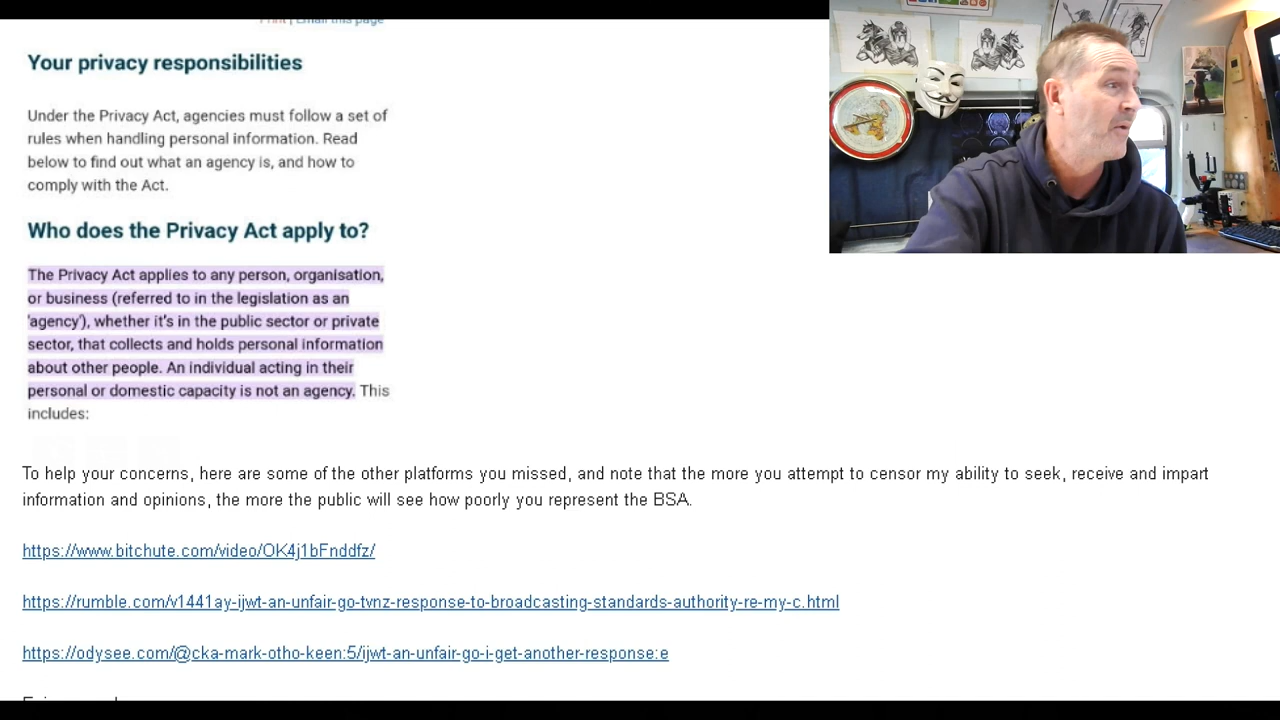 Print | Email this page
Your privacy responsibilities
Under the Privacy Act, agencies must follow a set of
rules when handling personal information. Read
below to find out what an agency is, and how to
comply with the Act.
Who does the Privacy Act apply to?
The Privacy Act applies to any person, organisation,
or business (referred to in the legislation as an
'agency'), whether it's in the public sector or private
sector, that collects and holds personal information
about other people. An individual acting in their
personal or domestic capacity is not an agency. This
includes:
To help your concerns, here are some of the other platforms you missed, and note that the more you attempt to censor my ability to seek, receive and impart
information and opinions, the more the public will see how poorly you represent the BSA.
https://www.bitchute.com/video/OK4j1bFnddfz/
https://rumble.com/v1441ay-ijwt-an-unfair-go-tvnz-response-to-broadcasting-standards-authority-re-my-c.html
https://odysee.com/@cka-mark-otho-keen:5/ijwt-an-unfair-go-i-get-another-response:e